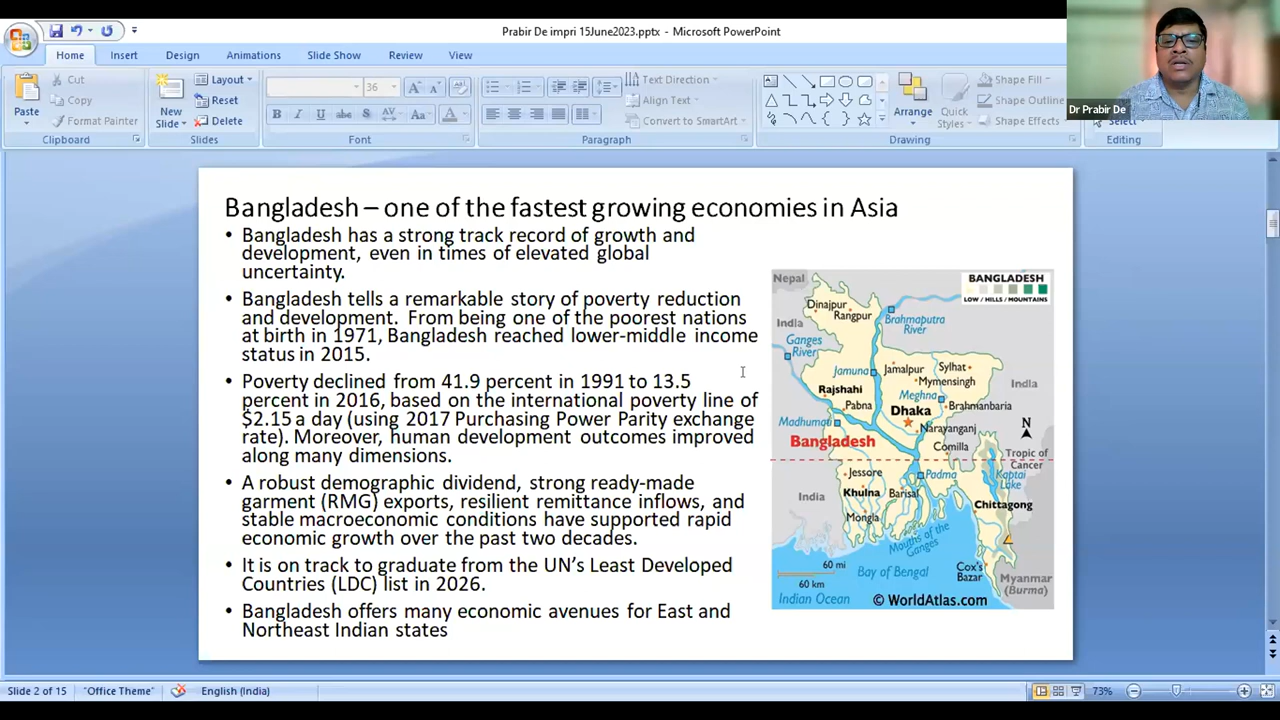 Prabir De impri 15June2023.pptx - Microsoft PowerPoint
Home Insert Design Slide Show Animations Review View
Paste
Cut
Copy
Format Painter
Clipboard
New Slide
Layout
Reset
Delete
Slides
36
B I U abc S AV Aa A
Font
Text Direction
Align Text
Convert to SmartArt
Paragraph
Arrange
Quick Styles
Shape Fill
Shape Outline
Shape Effects
Drawing
Select
Editing
Dr Prabir De
Bangladesh – one of the fastest growing economies in Asia
• Bangladesh has a strong track record of growth and
development, even in times of elevated global
uncertainty.
• Bangladesh tells a remarkable story of poverty reduction
and development. From being one of the poorest nations
at birth in 1971, Bangladesh reached lower-middle income
status in 2015.
• Poverty declined from 41.9 percent in 1991 to 13.5
percent in 2016, based on the international poverty line of
$2.15 a day (using 2017 Purchasing Power Parity exchange
rate). Moreover, human development outcomes improved
along many dimensions.
• A robust demographic dividend, strong ready-made
garment (RMG) exports, resilient remittance inflows, and
stable macroeconomic conditions have supported rapid
economic growth over the past two decades.
• It is on track to graduate from the UN's Least Developed
Countries (LDC) list in 2026.
• Bangladesh offers many economic avenues for East and
Northeast Indian states
Nepal
BANGLADESH
LOW / HILLS / MOUNTAINS
Dinajpur
Rangpur
Brahmaputra
River
India
Ganges
River
Jamuna
Jamalpur
Sylhat
Mymensingh
India
Rajshahi
Meghna
Pabna
Dhaka
Brahmanbaria
Madhumati
Narayanganj
N
Bangladesh
Comilla
Tropic of
Cancer
Jessore
Padma
Kaptai
Lake
India
Khulna
Barisal
Chittagong
Mongla
Mouths of the
Ganges
60 mi
60 km
Bay of Bengal
Cox's
Bazar
Myanmar
(Burma)
Indian Ocean
© WorldAtlas.com
Slide 2 of 15
"Office Theme"
English (India)
73%